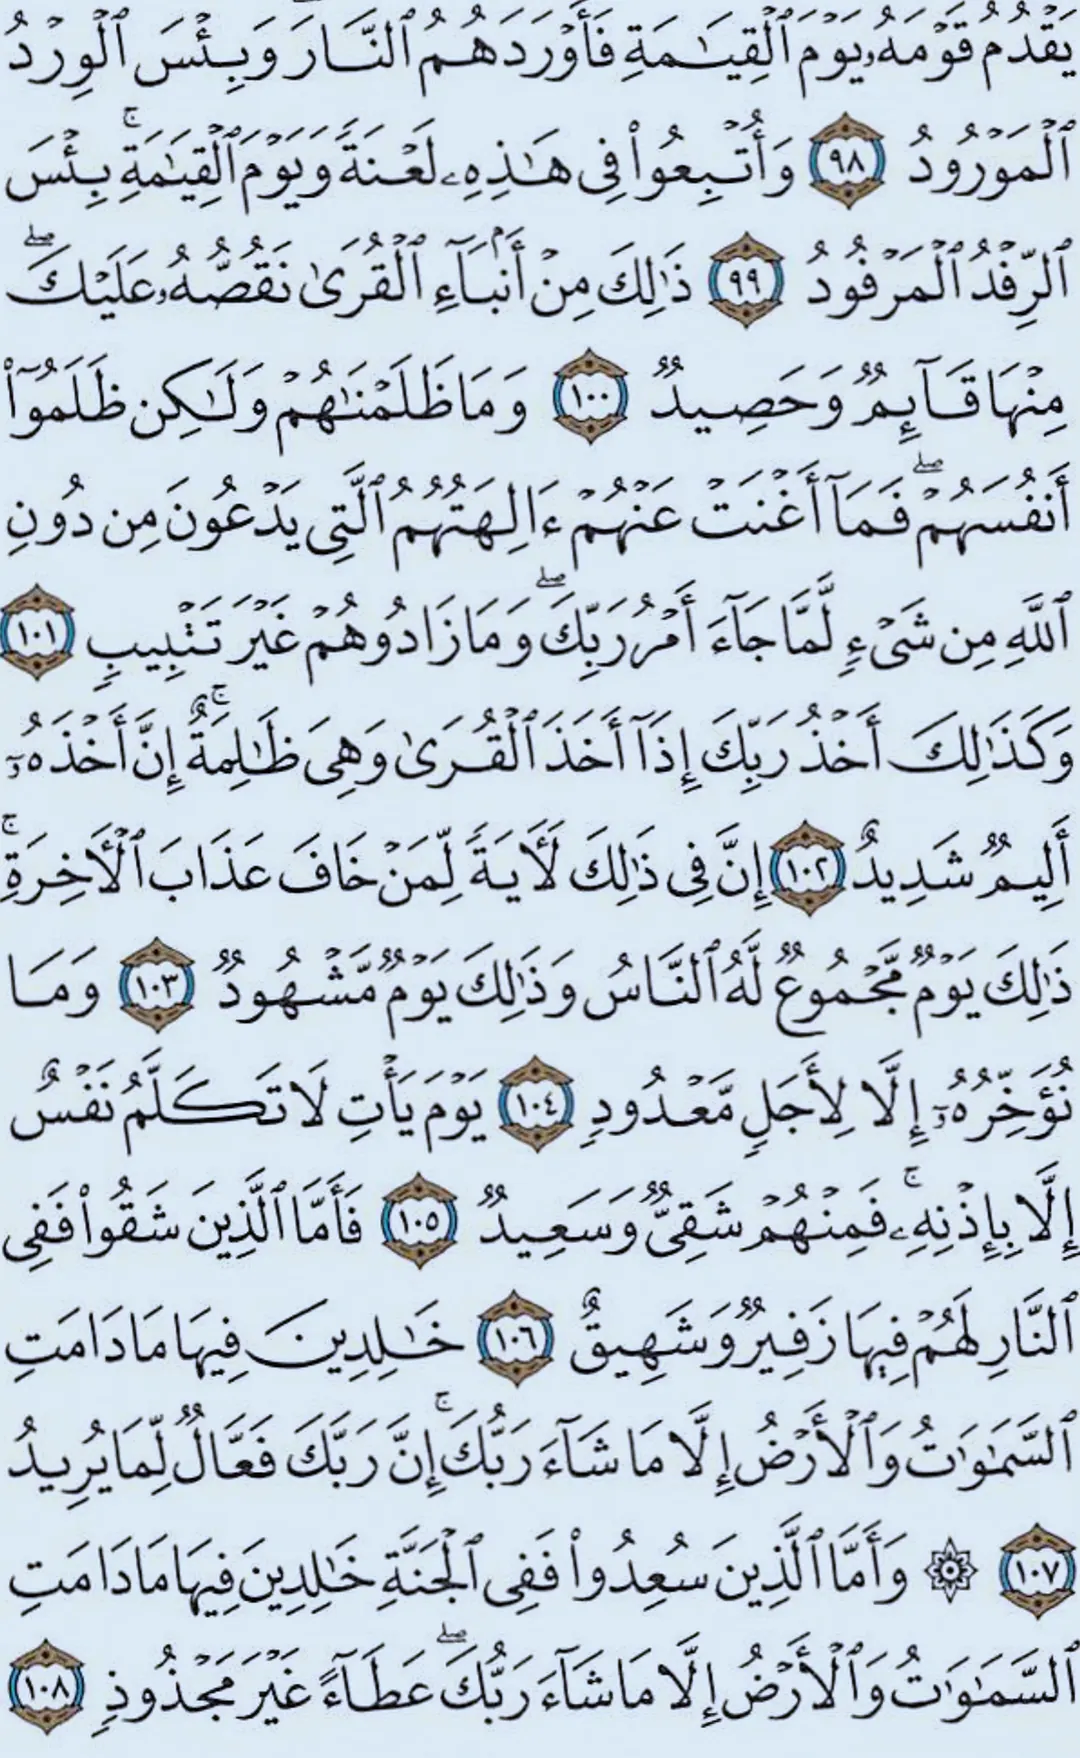 يَقۡدُمُ قَوۡمَهُۥ يَوۡمَ ٱلۡقِيَٰمَةِ فَأَوۡرَدَهُمُ ٱلنَّارَ وَبِئۡسَ ٱلۡوِرۡدُ
ٱلۡمَوۡرُودُ ٩٨ وَأُتۡبِعُواْ فِي هَٰذِهِۦ لَعۡنَةٗ وَيَوۡمَ ٱلۡقِيَٰمَةِۚ بِئۡسَ
ٱلرِّفۡدُ ٱلۡمَرۡفُودُ ٩٩ ذَٰلِكَ مِنۡ أَنۢبَآءِ ٱلۡقُرَىٰ نَقُصُّهُۥ عَلَيۡكَۖ
مِنۡهَا قَآئِمٞ وَحَصِيدٞ ١٠٠ وَمَا ظَلَمۡنَٰهُمۡ وَلَٰكِن ظَلَمُوٓاْ
أَنفُسَهُمۡۖ فَمَآ أَغۡنَتۡ عَنۡهُمۡ ءَالِهَتُهُمُ ٱلَّتِي يَدۡعُونَ مِن دُونِ
ٱللَّهِ مِن شَيۡءٖ لَّمَّا جَآءَ أَمۡرُ رَبِّكَۖ وَمَا زَادُوهُمۡ غَيۡرَ تَتۡبِيبٖ ١٠١
وَكَذَٰلِكَ أَخۡذُ رَبِّكَ إِذَآ أَخَذَ ٱلۡقُرَىٰ وَهِيَ ظَٰلِمَةٌۚ إِنَّ أَخۡذَهُۥٓ
أَلِيمٞ شَدِيدٌ ١٠٢ إِنَّ فِي ذَٰلِكَ لَأٓيَةٗ لِّمَنۡ خَافَ عَذَابَ ٱلۡأٓخِرَةِۚ
ذَٰلِكَ يَوۡمٞ مَّجۡمُوعٞ لَّهُ ٱلنَّاسُ وَذَٰلِكَ يَوۡمٞ مَّشۡهُودٞ ١٠٣ وَمَا
نُؤَخِّرُهُۥٓ إِلَّا لِأَجَلٖ مَّعۡدُودٖ ١٠٤ يَوۡمَ يَأۡتِ لَا تَكَلَّمُ نَفۡسٌ
إِلَّا بِإِذۡنِهِۦۚ فَمِنۡهُمۡ شَقِيّٞ وَسَعِيدٞ ١٠٥ فَأَمَّا ٱلَّذِينَ شَقُواْ فَفِي
ٱلنَّارِ لَهُمۡ فِيهَا زَفِيرٞ وَشَهِيقٌ ١٠٦ خَٰلِدِينَ فِيهَا مَا دَامَتِ
ٱلسَّمَٰوَٰتُ وَٱلۡأَرۡضُ إِلَّا مَا شَآءَ رَبُّكَۚ إِنَّ رَبَّكَ فَعَّالٞ لِّمَا يُرِيدُ
١٠٧ ۞ وَأَمَّا ٱلَّذِينَ سُعِدُواْ فَفِي ٱلۡجَنَّةِ خَٰلِدِينَ فِيهَا مَا دَامَتِ
ٱلسَّمَٰوَٰتُ وَٱلۡأَرۡضُ إِلَّا مَا شَآءَ رَبُّكَۖ عَطَآءً غَيۡرَ مَجۡذُوذٖ ١٠٨